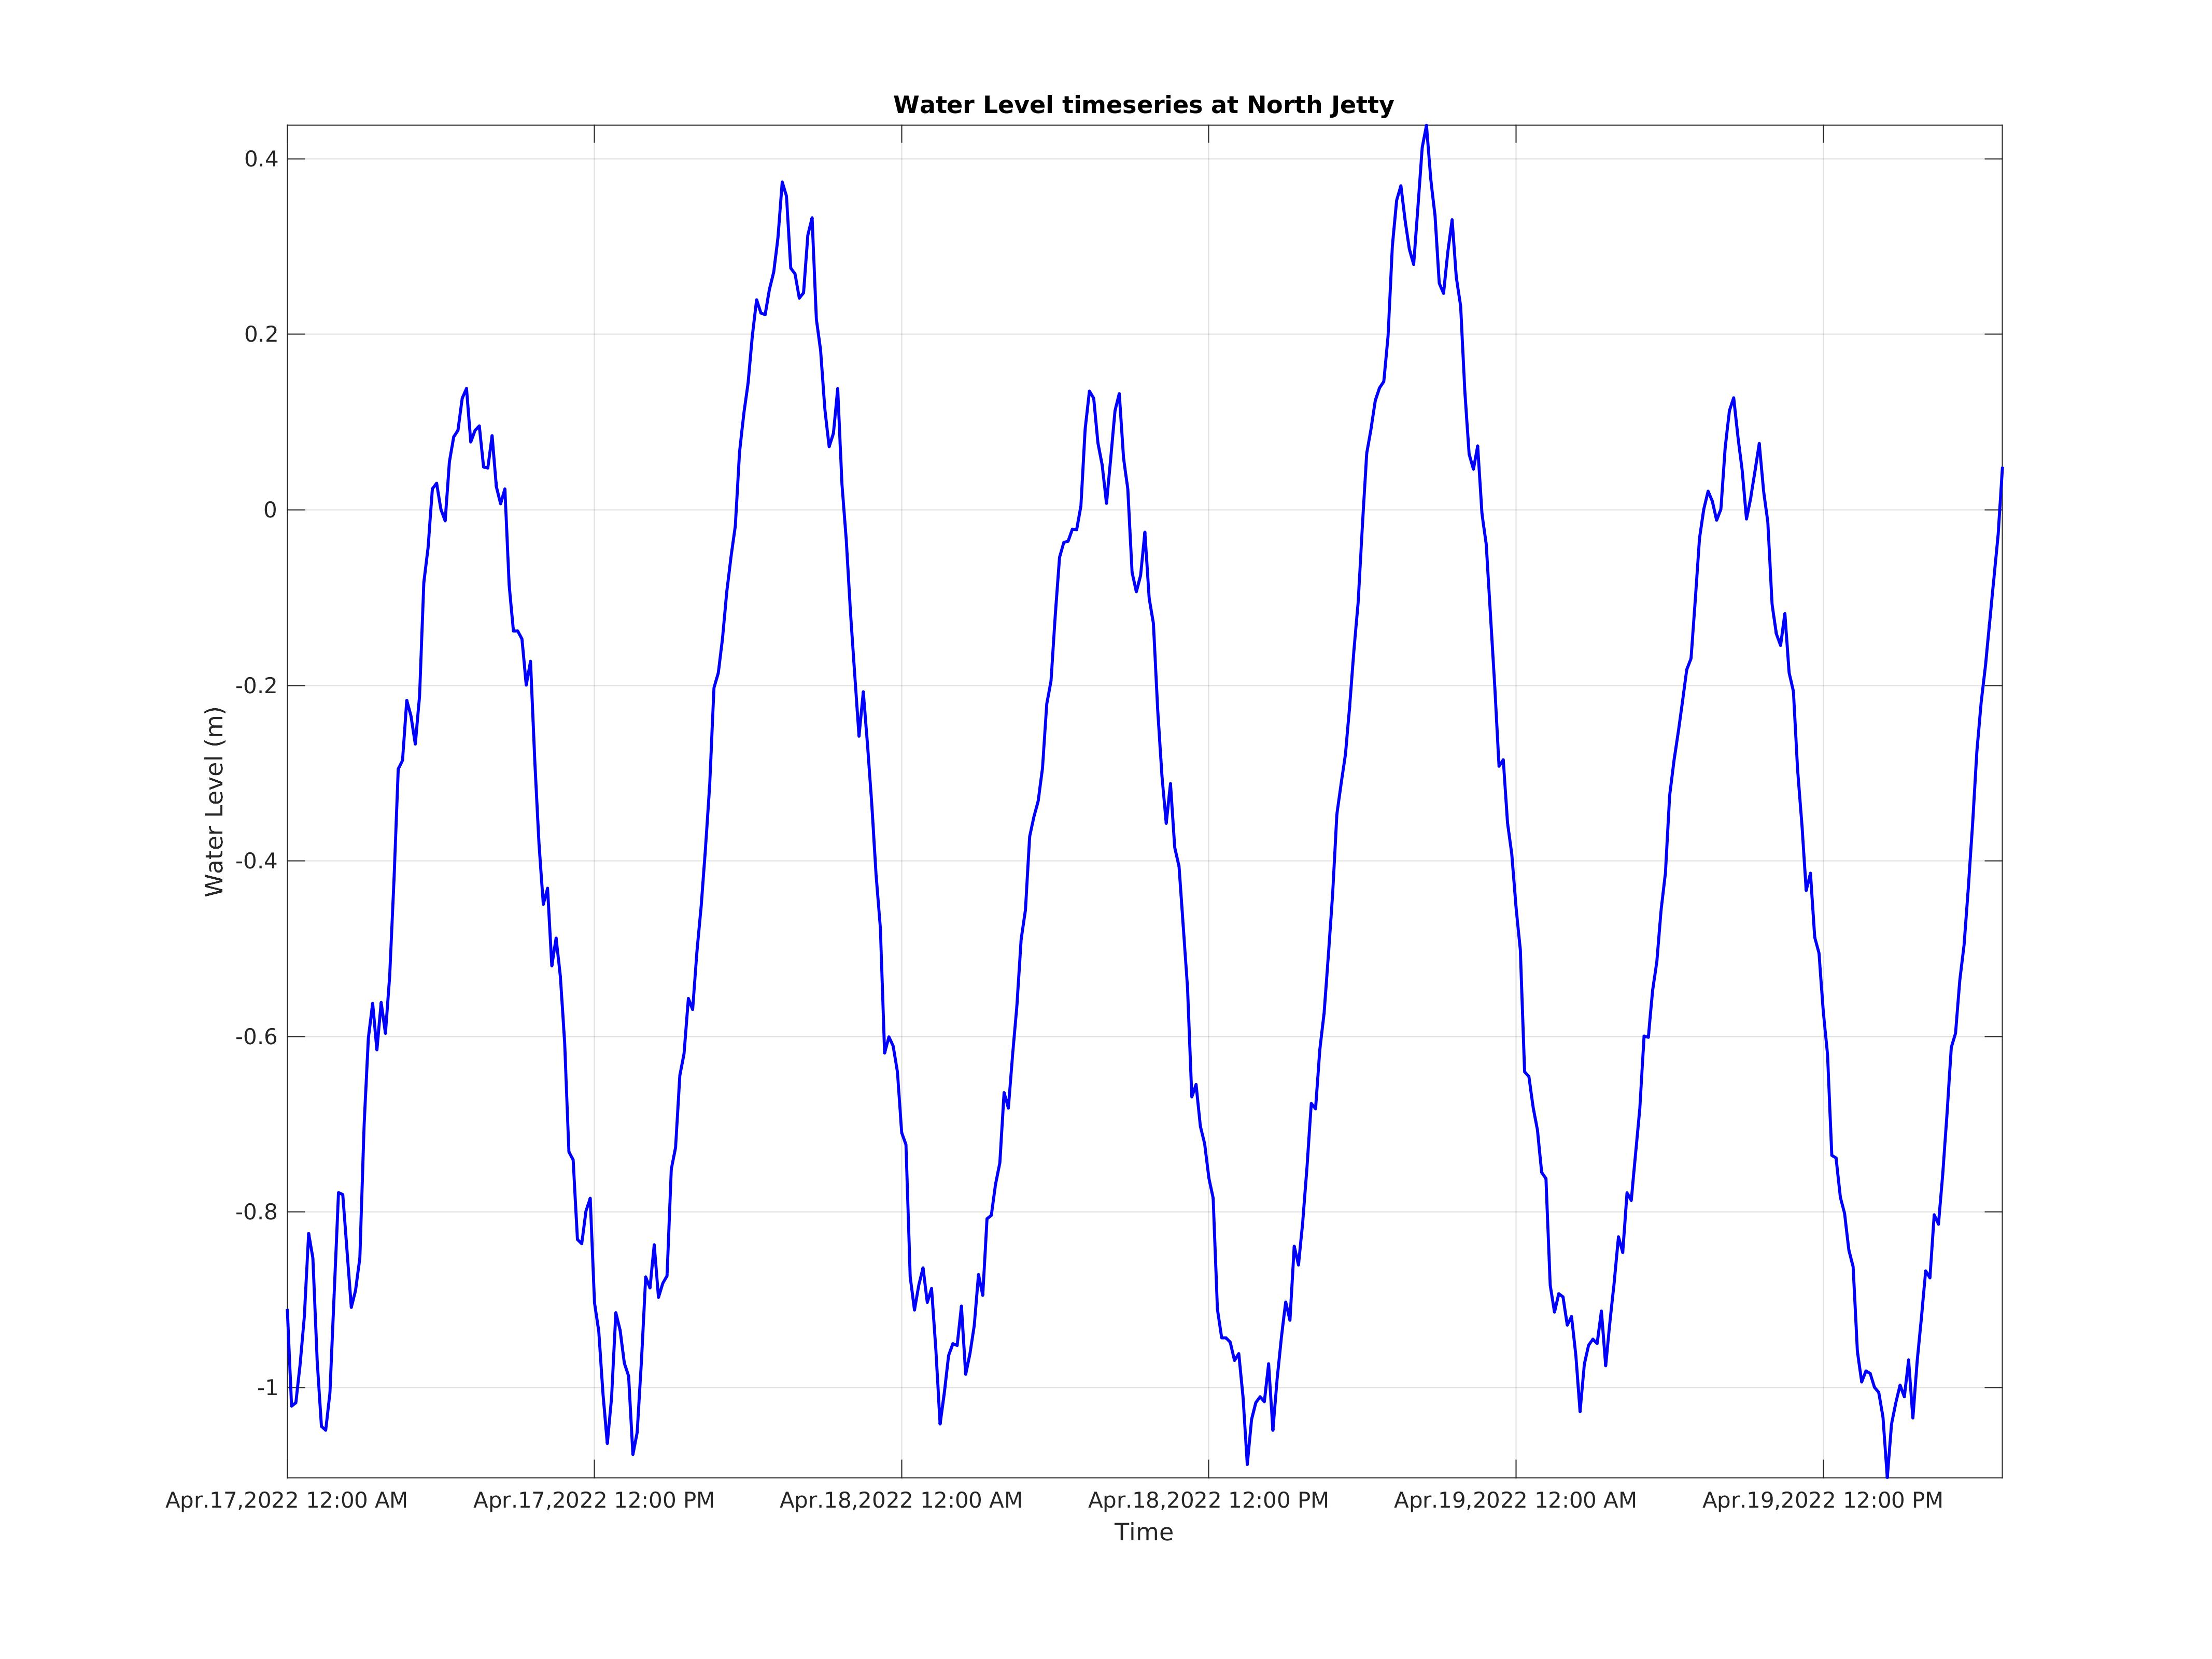 Water Level timeseries at North Jetty
0.4
0.2
0
-0.2
-0.4
-0.6
-0.8
-1
Water Level (m)
Apr.17,2022 12:00 AM Apr.17,2022 12:00 PM Apr.18,2022 12:00 AM Apr.18,2022 12:00 PM Apr.19,2022 12:00 AM Apr.19,2022 12:00 PM
Time